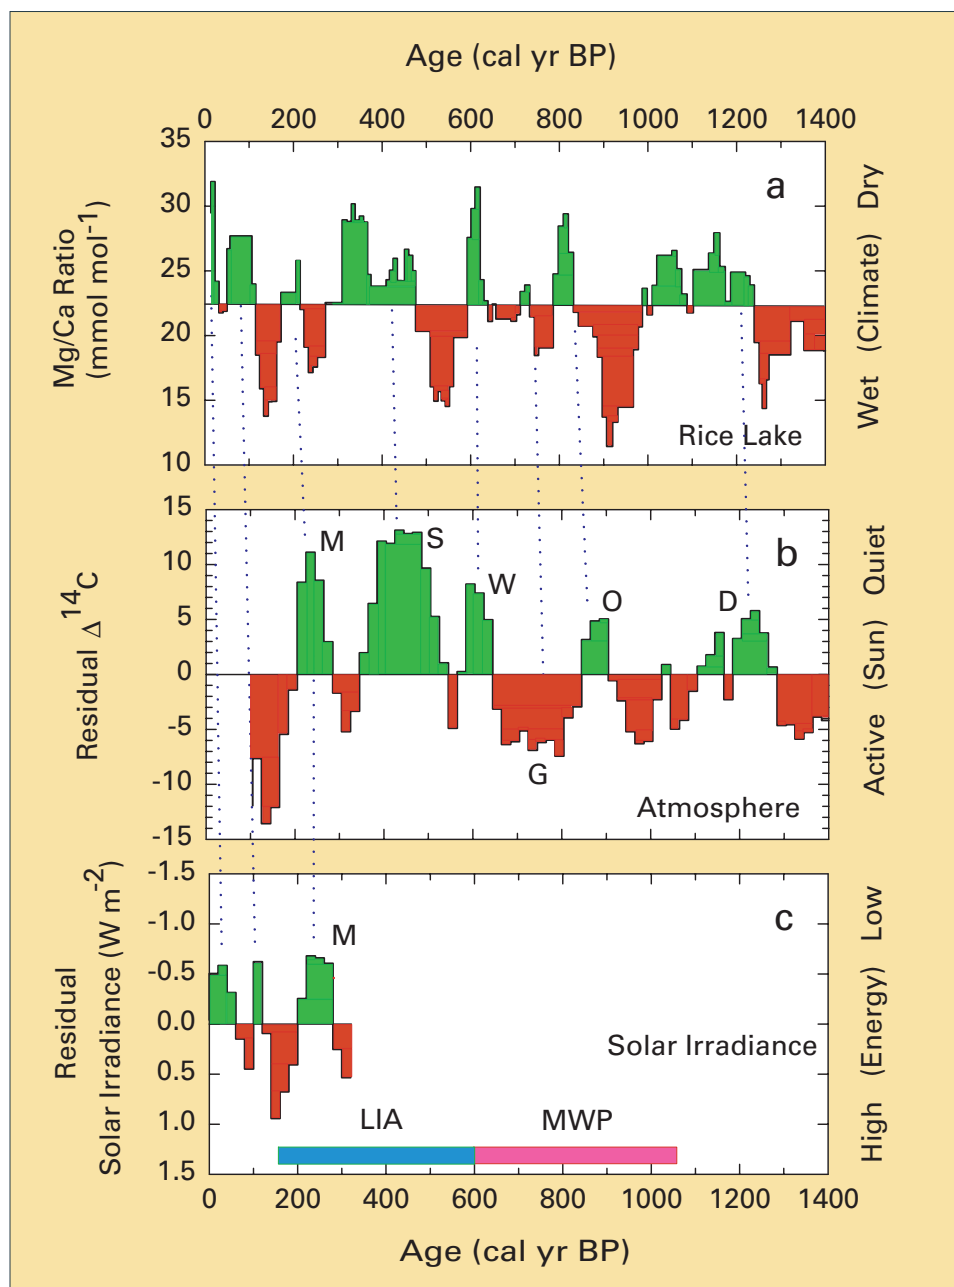 Age (cal yr BP)
0 200 400 600 800 1000 1200 1400
35
30
25
20
15
10
Mg/Ca Ratio
(mmol mol⁻¹)
a
Rice Lake
Wet (Climate) Dry
15
10
5
0
-5
-10
-15
Residual Δ ¹⁴C
M
S
W
O
D
b
G
Atmosphere
Active (Sun) Quiet
-1.5
-1.0
-0.5
0.0
0.5
1.0
1.5
Residual
Solar Irradiance (W m⁻²)
M
c
Solar Irradiance
LIA MWP
High (Energy) Low
0 200 400 600 800 1000 1200 1400
Age (cal yr BP)